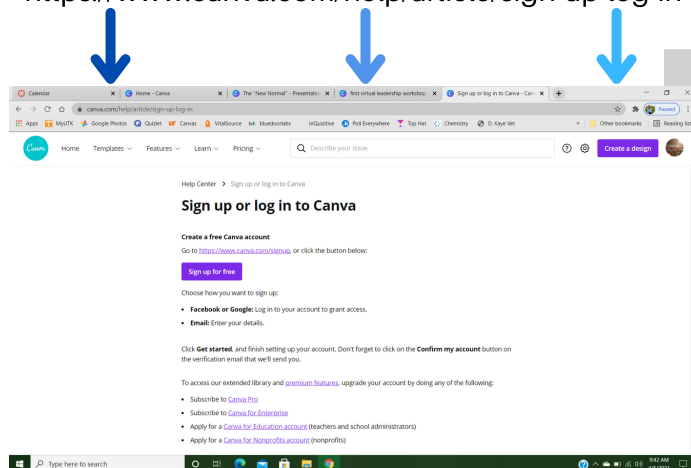 https://www.canva.com/help/article/sign-up-log-in
Calendar
Home - Canva
The "New Normal" - Presentation
first virtual leadership workshop
Sign up or log in to Canva - Can
canva.com/help/article/sign-up-log-in
Paused
Apps MyUTK Google Photos Quizlet Canvas VitalSource bluedoorlabs InQuizitive Poll Everywhere Top Hat Chemistry D. Kaye Vet
Other bookmarks Reading list
Canva Home Templates Features Learn Pricing Describe your issue Create a design
Help Center > Sign up or log in to Canva
Sign up or log in to Canva
Create a free Canva account
Go to https://www.canva.com/signup, or click the button below:
Sign up for free
Choose how you want to sign up:
• Facebook or Google: Log in to your account to grant access.
• Email: Enter your details.
Click Get started, and finish setting up your account. Don't forget to click on the Confirm my account button on
the verification email that we'll send you.
To access our extended library and premium features, upgrade your account by doing any of the following:
• Subscribe to Canva Pro
• Subscribe to Canva for Enterprise
• Apply for a Canva for Education account (teachers and school administrators)
• Apply for a Canva for Nonprofits account (nonprofits)
Type here to search
9:42 AM